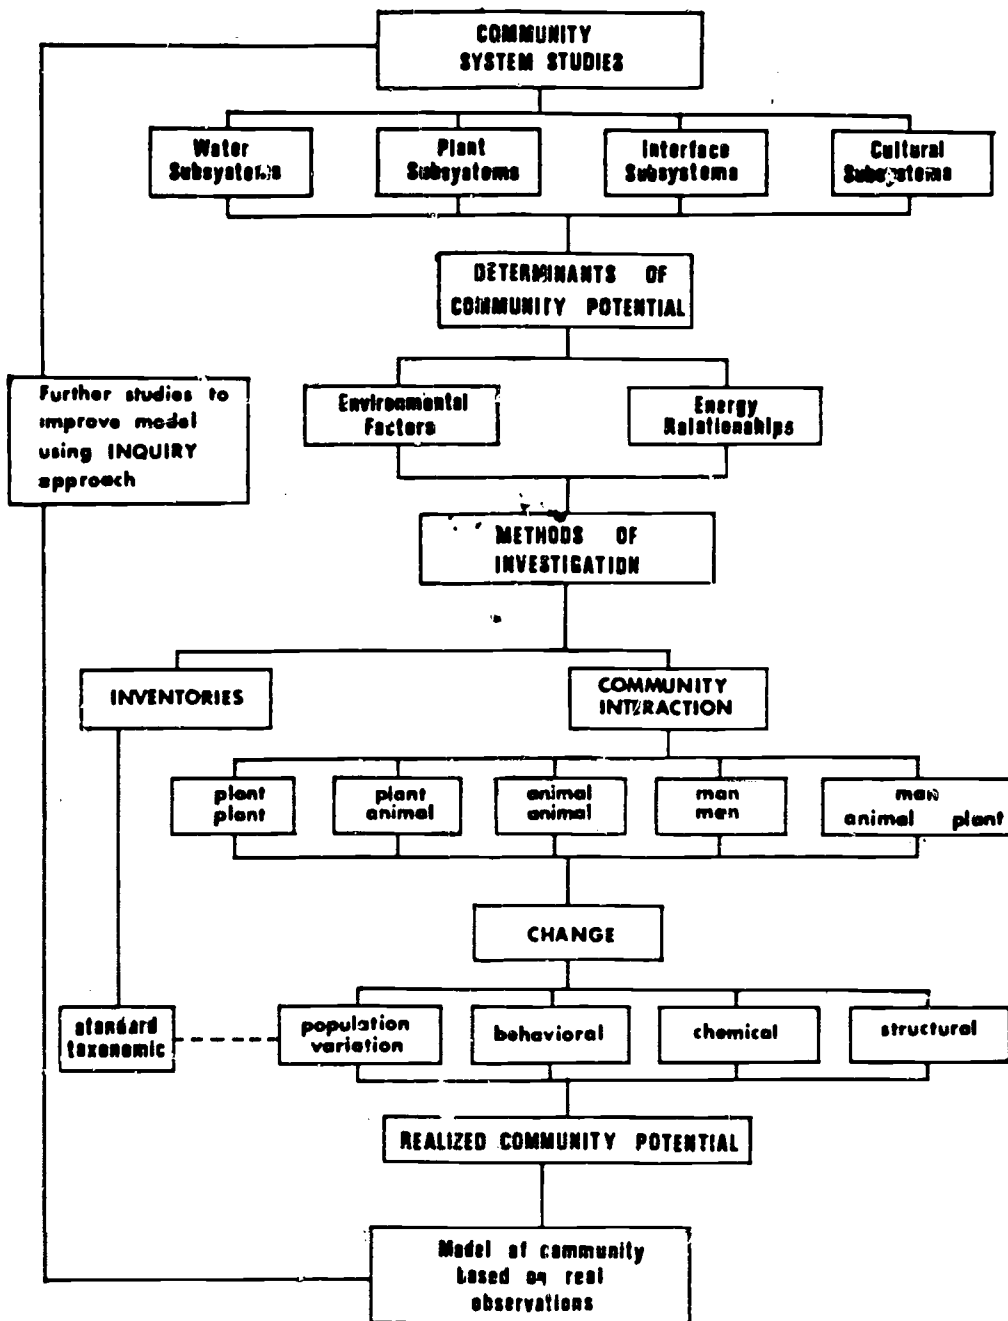 COMMUNITY
SYSTEM STUDIES
Water
Subsystems
Plant
Subsystems
Interface
Subsystems
Cultural
Subsystems
DETERMINANTS OF
COMMUNITY POTENTIAL
Further studies to
improve model
using INQUIRY
approach
Environmental
Factors
Energy
Relationships
METHODS OF
INVESTIGATION
INVENTORIES
COMMUNITY
INTERACTION
plant
plant
plant
animal
animal
animal
man
man
man
animal plant
CHANGE
standard
taxonomic
population
variation
behavioral
chemical
structural
REALIZED COMMUNITY POTENTIAL
Model of community
based on real
observations